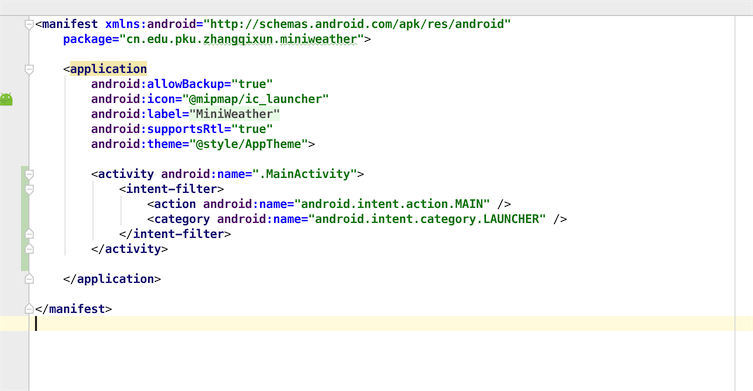 <manifest xmlns:android="http://schemas.android.com/apk/res/android"
package="cn.edu.pku.zhangqixun.miniweather">
<application
android:allowBackup="true"
android:icon="@mipmap/ic_launcher"
android:label="MiniWeather"
android:supportsRtl="true"
android:theme="@style/AppTheme">
<activity android:name=".MainActivity">
<intent-filter>
<action android:name="android.intent.action.MAIN" />
<category android:name="android.intent.category.LAUNCHER" />
</intent-filter>
</activity>
</application>
</manifest>